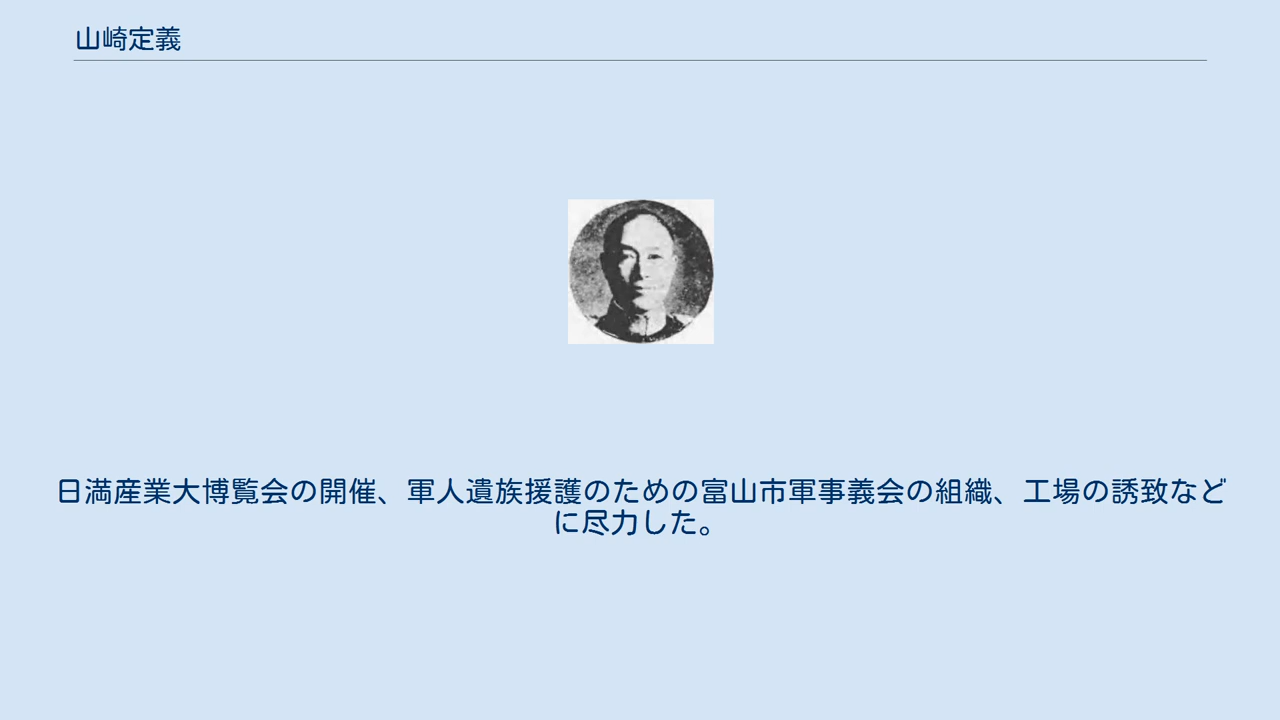 山崎定義
日満産業大博覧会の開催、軍人遺族援護のための富山市軍事義会の組織、工場の誘致など
に尽力した。